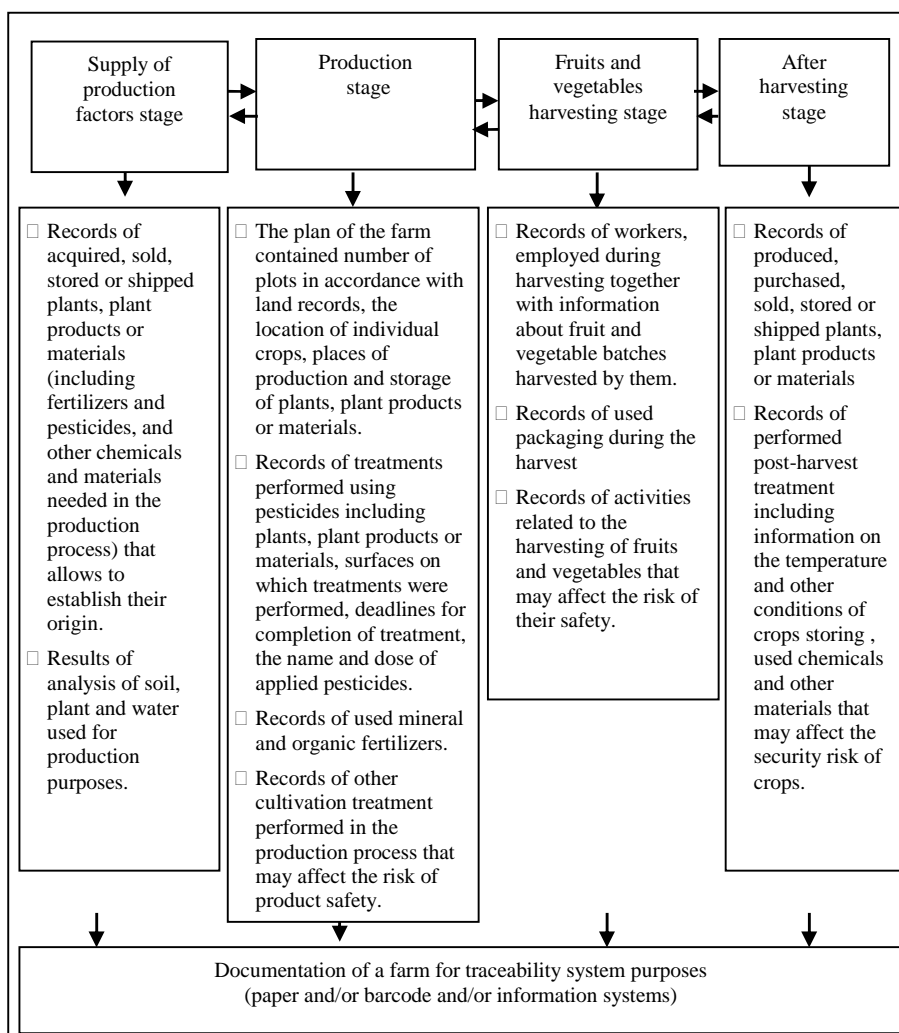 Supply of
production
factors stage
Production
stage
Fruits and
vegetables
harvesting stage
After
harvesting
stage
Records of
acquired, sold,
stored or shipped
plants, plant
products or
materials
(including
fertilizers and
pesticides, and
other chemicals
and materials
needed in the
production
process) that
allows to
establish their
origin.
Results of
analysis of soil,
plant and water
used for
production
purposes.
The plan of the farm
contained number of
plots in accordance with
land records, the
location of individual
crops, places of
production and storage
of plants, plant products
or materials.
Records of treatments
performed using
pesticides including
plants, plant products or
materials, surfaces on
which treatments were
performed, deadlines for
completion of treatment,
the name and dose of
applied pesticides.
Records of used mineral
and organic fertilizers.
Records of other
cultivation treatment
performed in the
production process that
may affect the risk of
product safety.
Records of workers,
employed during
harvesting together
with information
about fruit and
vegetable batches
harvested by them.
Records of used
packaging during the
harvest
Records of activities
related to the
harvesting of fruits
and vegetables that
may affect the risk of
their safety.
Records of
produced,
purchased,
sold, stored or
shipped plants,
plant products
or materials
Records of
performed
post-harvest
treatment
including
information on
the temperature
and other
conditions of
crops storing ,
used chemicals
and other
materials that
may affect the
security risk of
crops.
Documentation of a farm for traceability system purposes
(paper and/or barcode and/or information systems)